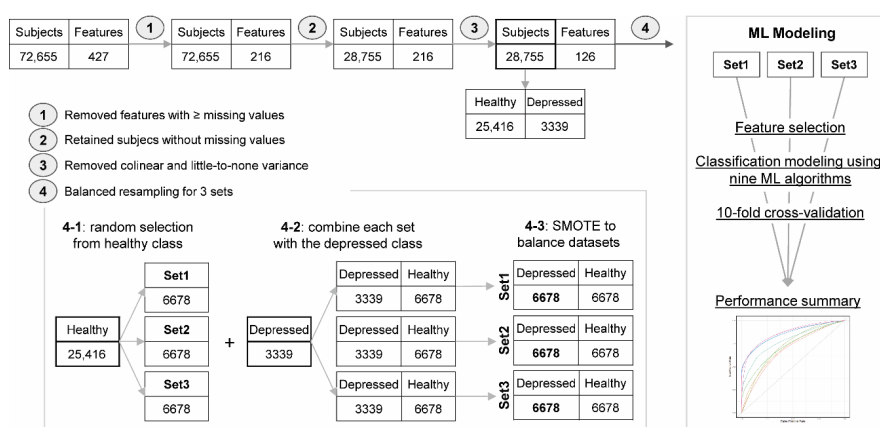 Subjects Features
72,655 427
1
Subjects Features
72,655 216
2
Subjects Features
28,755 216
3
Subjects Features
28,755 126
4
Healthy Depressed
25,416 3339
1 Removed features with ≥ missing values
2 Retained subjecs without missing values
3 Removed colinear and little-to-none variance
4 Balanced resampling for 3 sets
4-1: random selection
from healthy class
Healthy
25,416
Set1
6678
Set2
6678
Set3
6678
+
4-2: combine each set
with the depressed class
Depressed
3339
Depressed Healthy
3339 6678
Depressed Healthy
3339 6678
Depressed Healthy
3339 6678
4-3: SMOTE to
balance datasets
Set1
Depressed Healthy
6678 6678
Set2
Depressed Healthy
6678 6678
Set3
Depressed Healthy
6678 6678
ML Modeling
Set1 Set2 Set3
Feature selection
Classification modeling using
nine ML algorithms
10-fold cross-validation
Performance summary